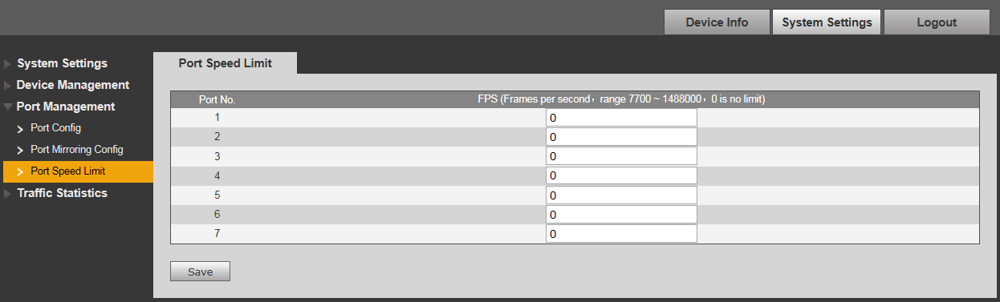 Device Info System Settings Logout
System Settings
Device Management
Port Management
Port Config
Port Mirroring Config
Port Speed Limit
Traffic Statistics
Port Speed Limit
Port No. FPS (Frames per second，range 7700 ~ 1488000，0 is no limit)
1 0
2 0
3 0
4 0
5 0
6 0
7 0
Save